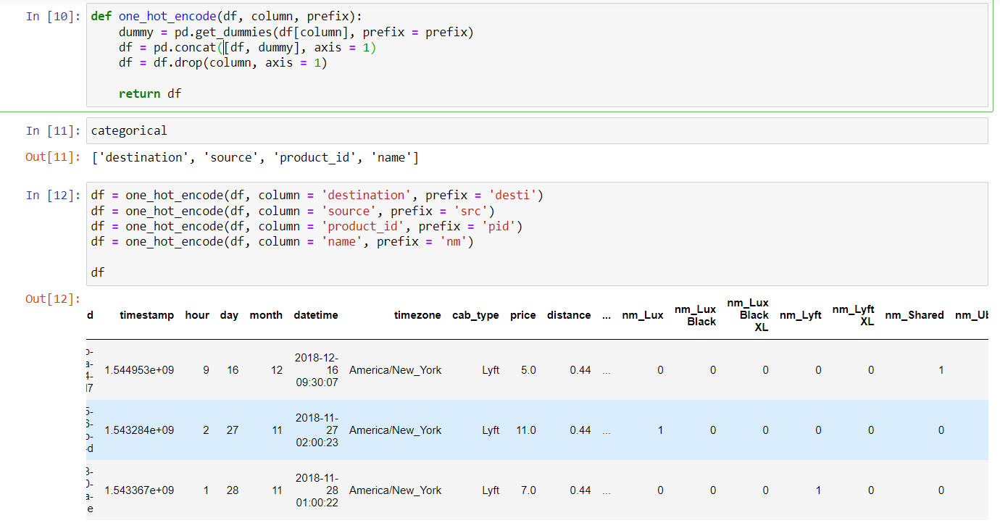 In [10]: def one_hot_encode(df, column, prefix):
dummy = pd.get_dummies(df[column], prefix = prefix)
df = pd.concat([df, dummy], axis = 1)
df = df.drop(column, axis = 1)
return df
In [11]: categorical
Out[11]: ['destination', 'source', 'product_id', 'name']
In [12]: df = one_hot_encode(df, column = 'destination', prefix = 'desti')
df = one_hot_encode(df, column = 'source', prefix = 'src')
df = one_hot_encode(df, column = 'product_id', prefix = 'pid')
df = one_hot_encode(df, column = 'name', prefix = 'nm')
df
Out[12]:
d timestamp hour day month datetime timezone cab_type price distance ... nm_Lux nm_Lux Black nm_Lux Black XL nm_Lyft nm_Lyft XL nm_Shared
1.544953e+09 9 16 12 2018-12-16 09:30:07 America/New_York Lyft 5.0 0.44 ... 0 0 0 0 0 1
1.543284e+09 2 27 11 2018-11-27 02:00:23 America/New_York Lyft 11.0 0.44 ... 1 0 0 0 0 0
1.543367e+09 1 28 11 2018-11-28 01:00:22 America/New_York Lyft 7.0 0.44 ... 0 0 0 1 0 0